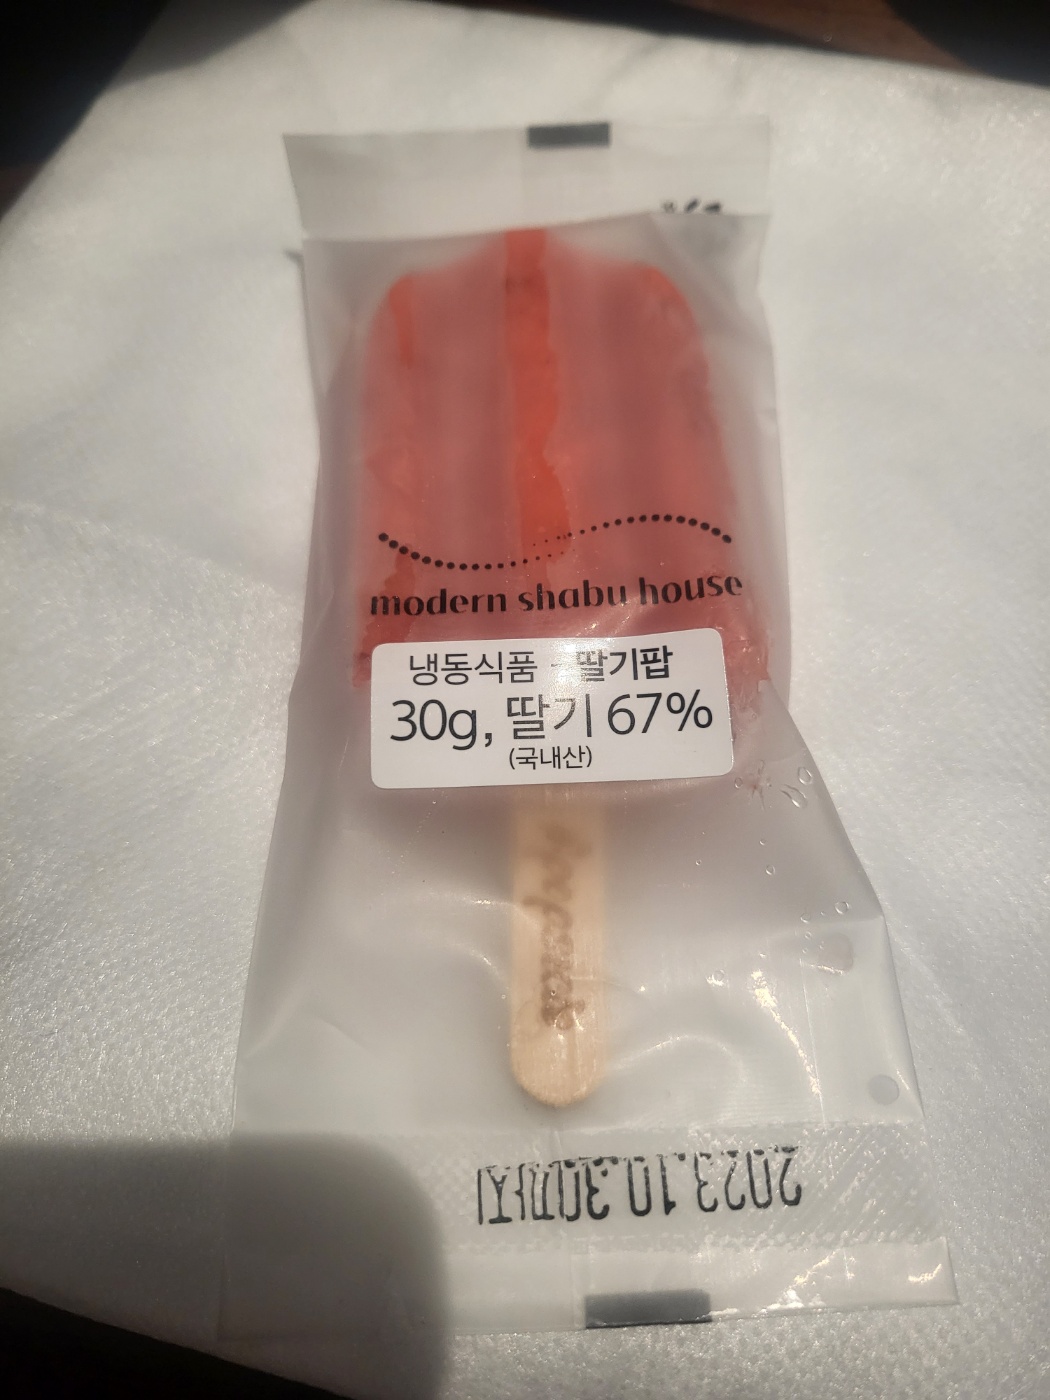 modern shabu house
냉동식품 - 딸기팝
30g, 딸기 67%
(국내산)
2023.10.30까지